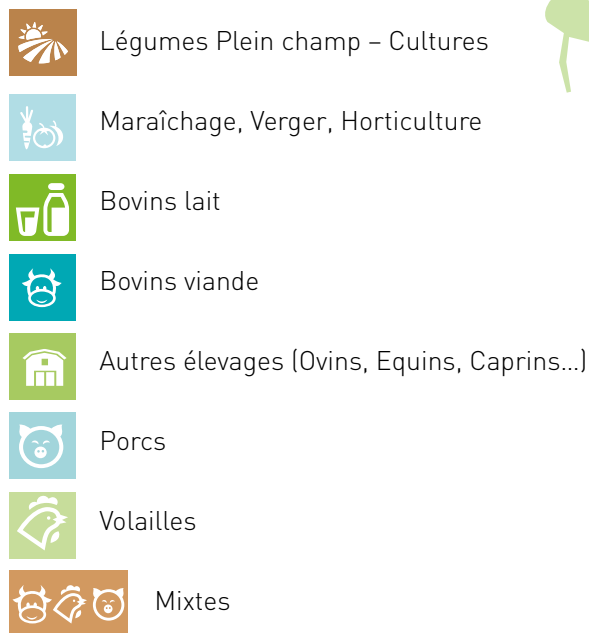 Légumes Plein champ – Cultures
Maraîchage, Verger, Horticulture
Bovins lait
Bovins viande
Autres élevages (Ovins, Equins, Caprins...)
Porcs
Volailles
Mixtes